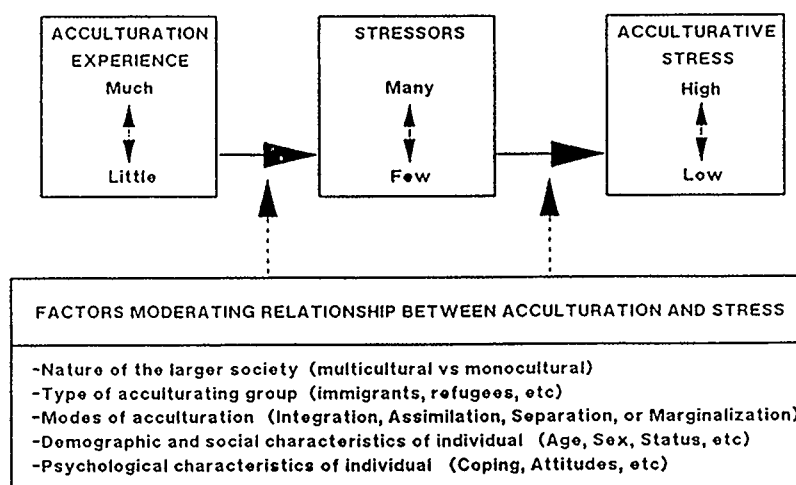 ACCULTURATION
EXPERIENCE
Much
Little
STRESSORS
Many
Few
ACCULTURATIVE
STRESS
High
Low
FACTORS MODERATING RELATIONSHIP BETWEEN ACCULTURATION AND STRESS
-Nature of the larger society (multicultural vs monocultural)
-Type of acculturating group (immigrants, refugees, etc)
-Modes of acculturation (Integration, Assimilation, Separation, or Marginalization)
-Demographic and social characteristics of individual (Age, Sex, Status, etc)
-Psychological characteristics of individual (Coping, Attitudes, etc)